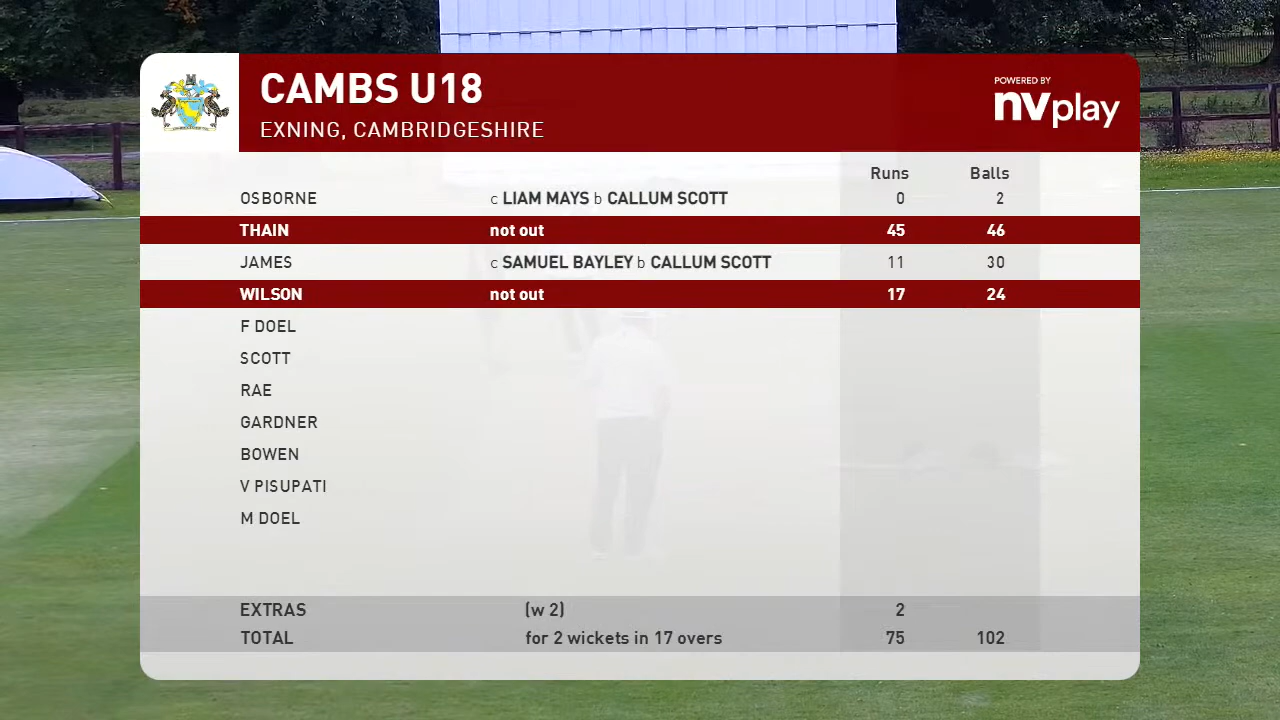 CAMBS U18
EXNING, CAMBRIDGESHIRE
POWERED BY
nvplay
Runs Balls
OSBORNE c LIAM MAYS b CALLUM SCOTT 0 2
THAIN not out 45 46
JAMES c SAMUEL BAYLEY b CALLUM SCOTT 11 30
WILSON not out 17 24
F DOEL
SCOTT
RAE
GARDNER
BOWEN
V PISUPATI
M DOEL
EXTRAS (w 2) 2
TOTAL for 2 wickets in 17 overs 75 102